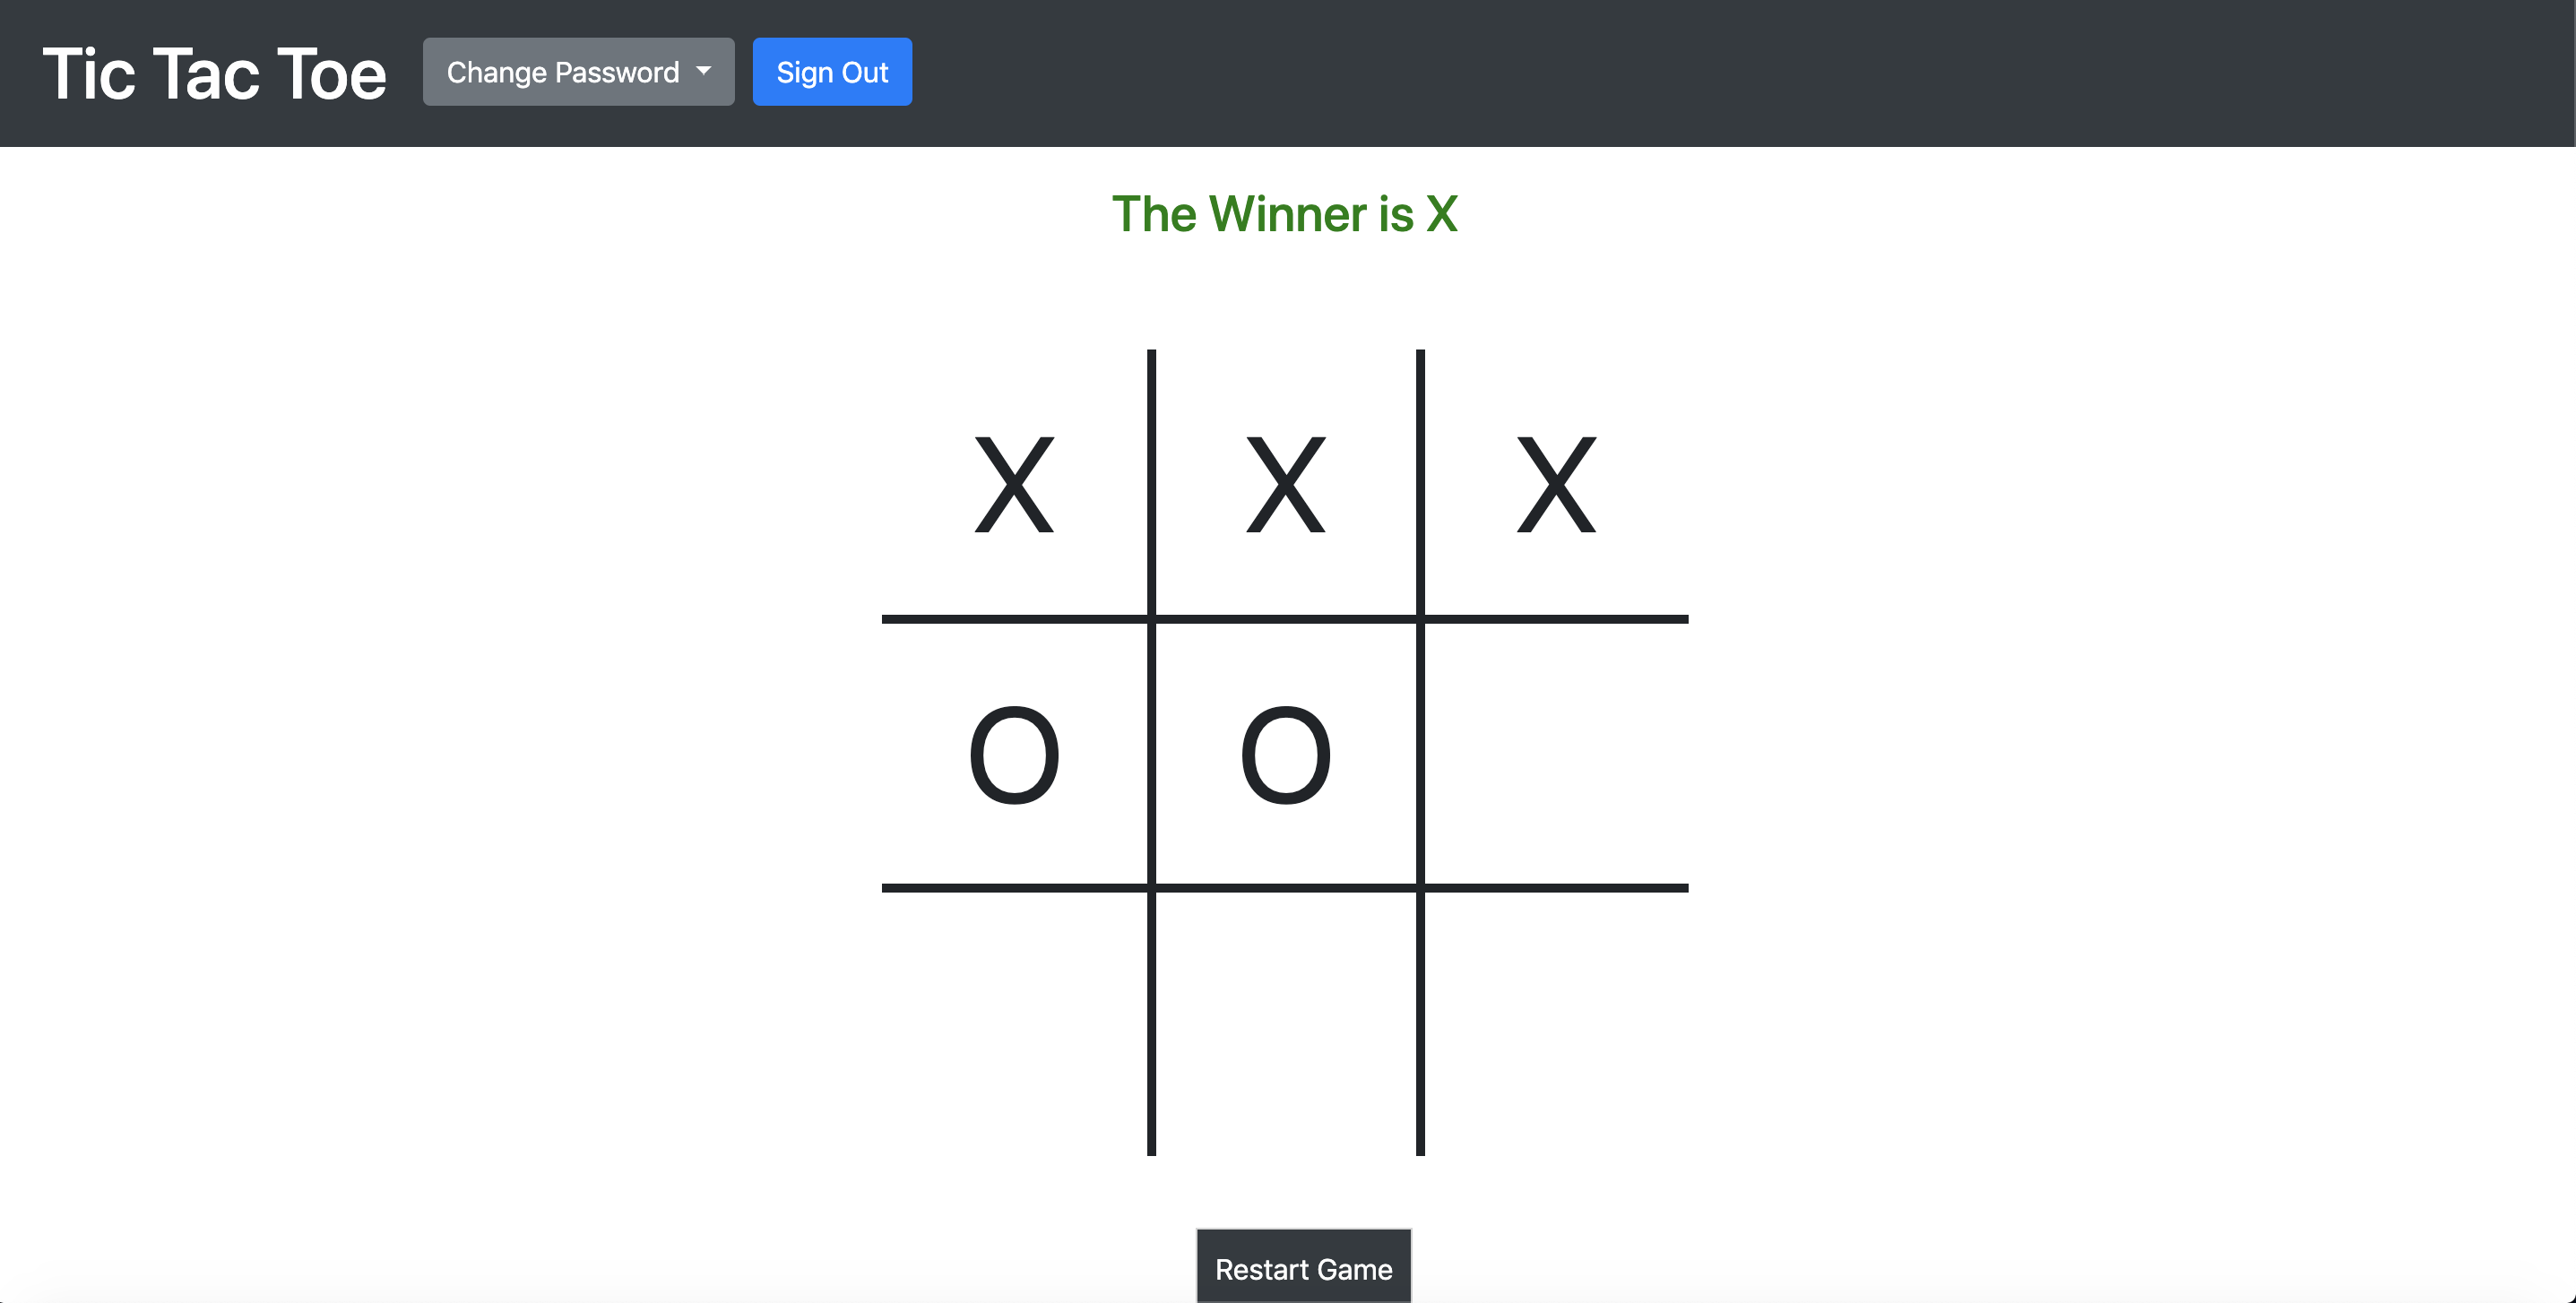 Tic Tac Toe Change Password Sign Out
The Winner is X
X X X
O O
Restart Game